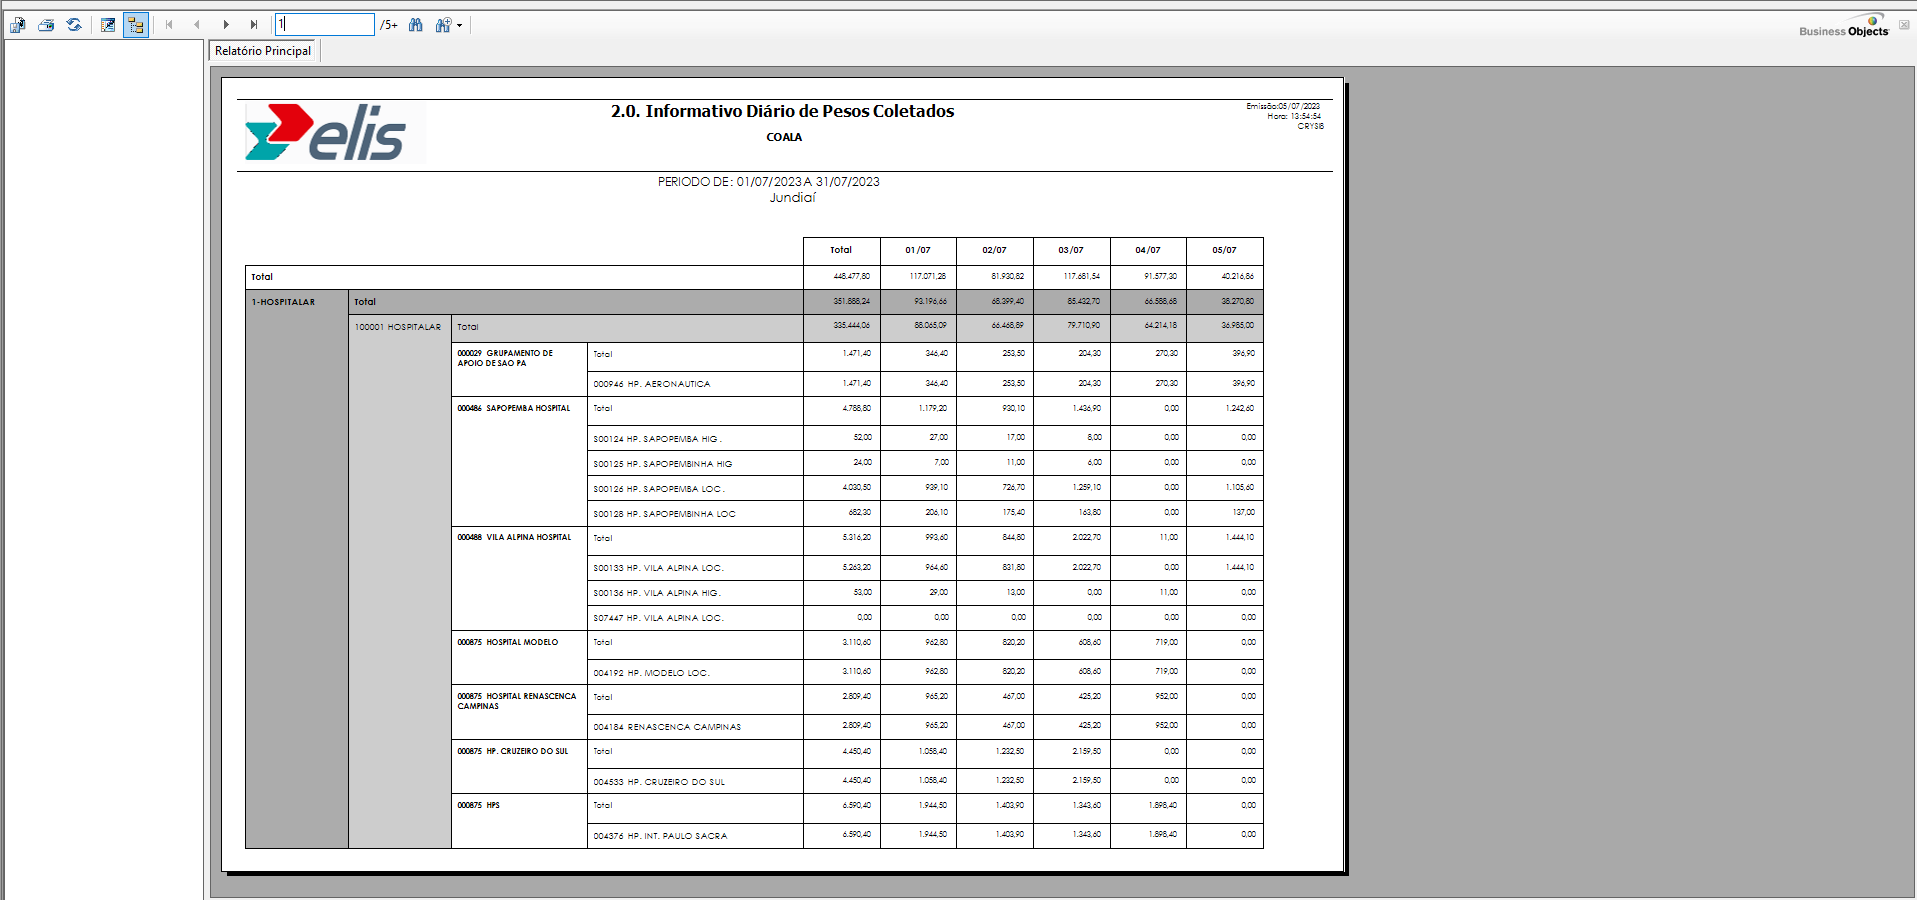 1 /5+
Business Objects
Relatório Principal
elis
2.0. Informativo Diário de Pesos Coletados
COALA
Emissão:05/07/2023
Hora: 13:54:54
CRYSIS
PERIODO DE: 01/07/2023 A 31/07/2023
Jundiaí
Total 01/07 02/07 03/07 04/07 05/07
Total 448.477,80 117.071,28 81.930,82 117.681,54 91.577,30 40.216,86
1-HOSPITALAR Total 351.888,24 93.196,66 68.399,40 85.432,70 66.588,68 38.270,80
100001 HOSPITALAR Total 335.444,06 88.065,09 66.468,89 79.710,90 64.214,18 36.985,00
000029 GRUPAMENTO DE
APOIO DE SAO PA
Total 1.471,40 346,40 253,50 204,30 270,30 396,90
000946 HP. AERONAUTICA 1.471,40 346,40 253,50 204,30 270,30 396,90
000486 SAPOPEMBA HOSPITAL Total 4.788,80 1.179,20 930,10 1.436,90 0,00 1.242,60
S00124 HP. SAPOPEMBA HIG. 52,00 27,00 17,00 8,00 0,00 0,00
S00125 HP. SAPOPEMBINHA HIG 24,00 7,00 11,00 6,00 0,00 0,00
S00126 HP. SAPOPEMBA LOC. 4.030,50 939,10 726,70 1.259,10 0,00 1.105,60
S00128 HP. SAPOPEMBINHA LOC 682,30 206,10 175,40 163,80 0,00 137,00
000488 VILA ALPINA HOSPITAL Total 5.316,20 993,60 844,80 2.022,70 11,00 1.444,10
S00133 HP. VILA ALPINA LOC. 5.263,20 964,60 831,80 2.022,70 0,00 1.444,10
S00136 HP. VILA ALPINA HIG. 53,00 29,00 13,00 0,00 11,00 0,00
S07447 HP. VILA ALPINA LOC. 0,00 0,00 0,00 0,00 0,00 0,00
000875 HOSPITAL MODELO Total 3.110,60 962,80 820,20 608,60 719,00 0,00
004192 HP. MODELO LOC. 3.110,60 962,80 820,20 608,60 719,00 0,00
000875 HOSPITAL RENASCENCA
CAMPINAS
Total 2.809,40 965,20 467,00 425,20 952,00 0,00
004184 RENASCENCA CAMPINAS 2.809,40 965,20 467,00 425,20 952,00 0,00
000875 HP. CRUZEIRO DO SUL Total 4.450,40 1.058,40 1.232,50 2.159,50 0,00 0,00
004533 HP. CRUZEIRO DO SUL 4.450,40 1.058,40 1.232,50 2.159,50 0,00 0,00
000875 HPS Total 6.590,40 1.944,50 1.403,90 1.343,60 1.898,40 0,00
004376 HP. INT. PAULO SACRA 6.590,40 1.944,50 1.403,90 1.343,60 1.898,40 0,00